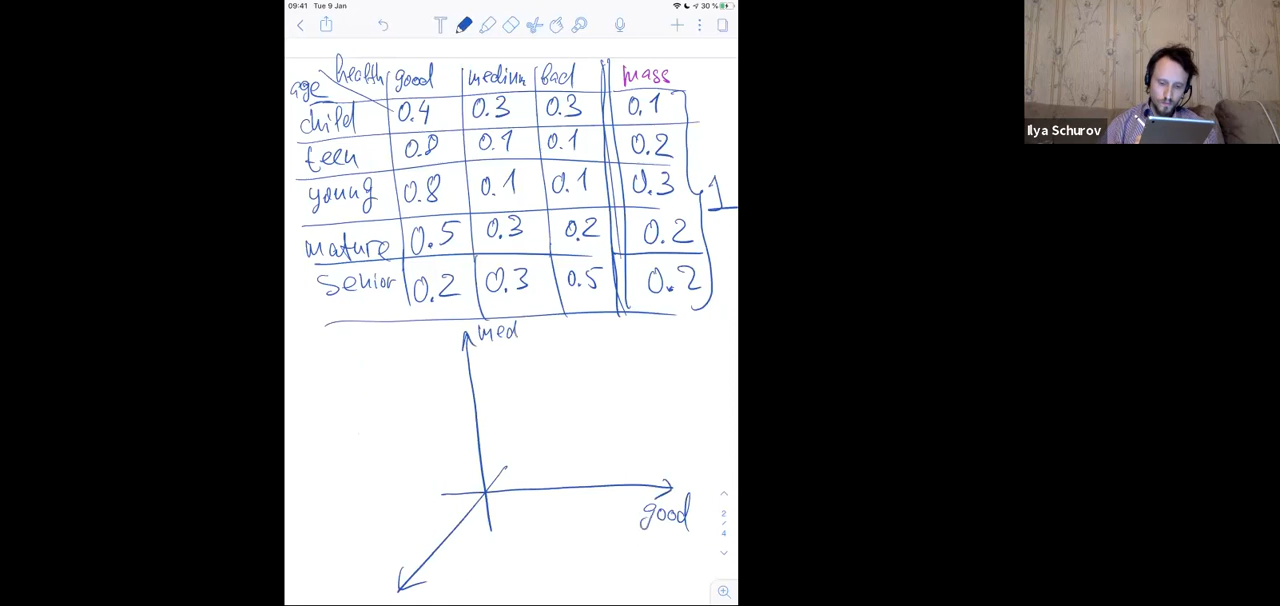 09:41 Tue 9 Jan 30 %
T
health good medium bad mass
age
child 0.4 0.3 0.3 0.1
teen 0.8 0.1 0.1 0.2
young 0.8 0.1 0.1 0.3
1
mature 0.5 0.3 0.2 0.2
senior 0.2 0.3 0.5 0.2
med
good
2
/
4
Ilya Schurov